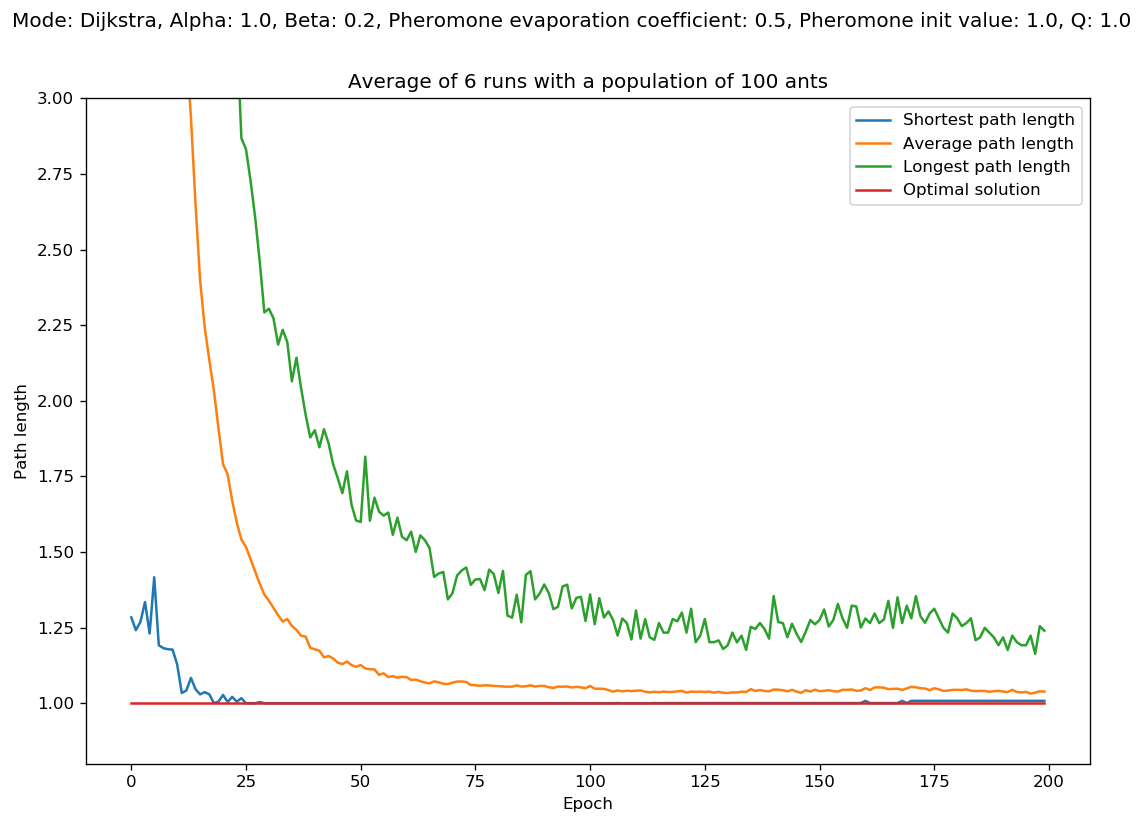 Mode: Dijkstra, Alpha: 1.0, Beta: 0.2, Pheromone evaporation coefficient: 0.5, Pheromone init value: 1.0, Q: 1.0
Average of 6 runs with a population of 100 ants
3.00
2.75
2.50
2.25
2.00
1.75
1.50
1.25
1.00
Path length
Shortest path length
Average path length
Longest path length
Optimal solution
0
25
50
75
100
125
150
175
200
Epoch